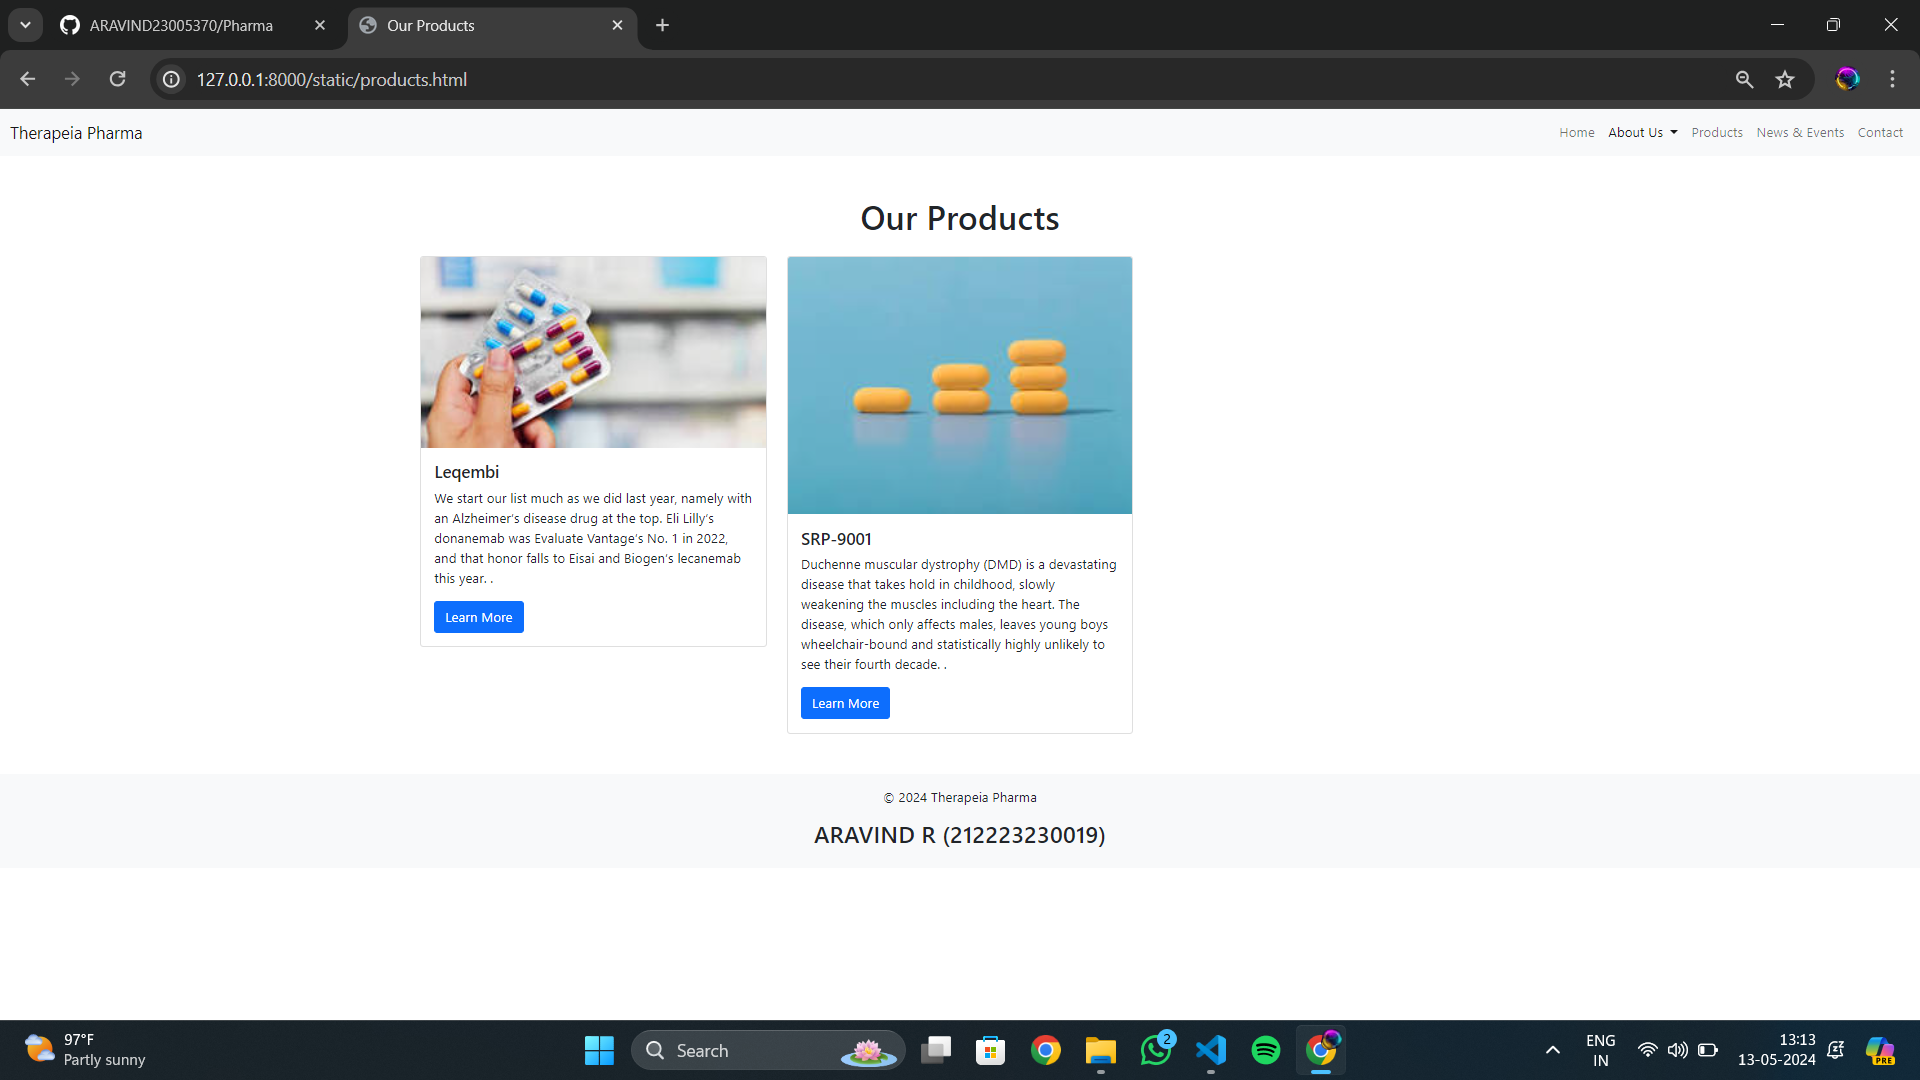 ARAVIND23005370/Pharma
Our Products
127.0.0.1:8000/static/products.html
Therapeia Pharma
Home About Us Products News & Events Contact
Our Products
Leqembi
We start our list much as we did last year, namely with
an Alzheimer's disease drug at the top. Eli Lilly's
donanemab was Evaluate Vantage's No. 1 in 2022,
and that honor falls to Eisai and Biogen's lecanemab
this year. .
Learn More
SRP-9001
Duchenne muscular dystrophy (DMD) is a devastating
disease that takes hold in childhood, slowly
weakening the muscles including the heart. The
disease, which only affects males, leaves young boys
wheelchair-bound and statistically highly unlikely to
see their fourth decade. .
Learn More
© 2024 Therapeia Pharma
ARAVIND R (212223230019)
97°F
Partly sunny
Search
2
ENG
IN
13:13
13-05-2024
PRE